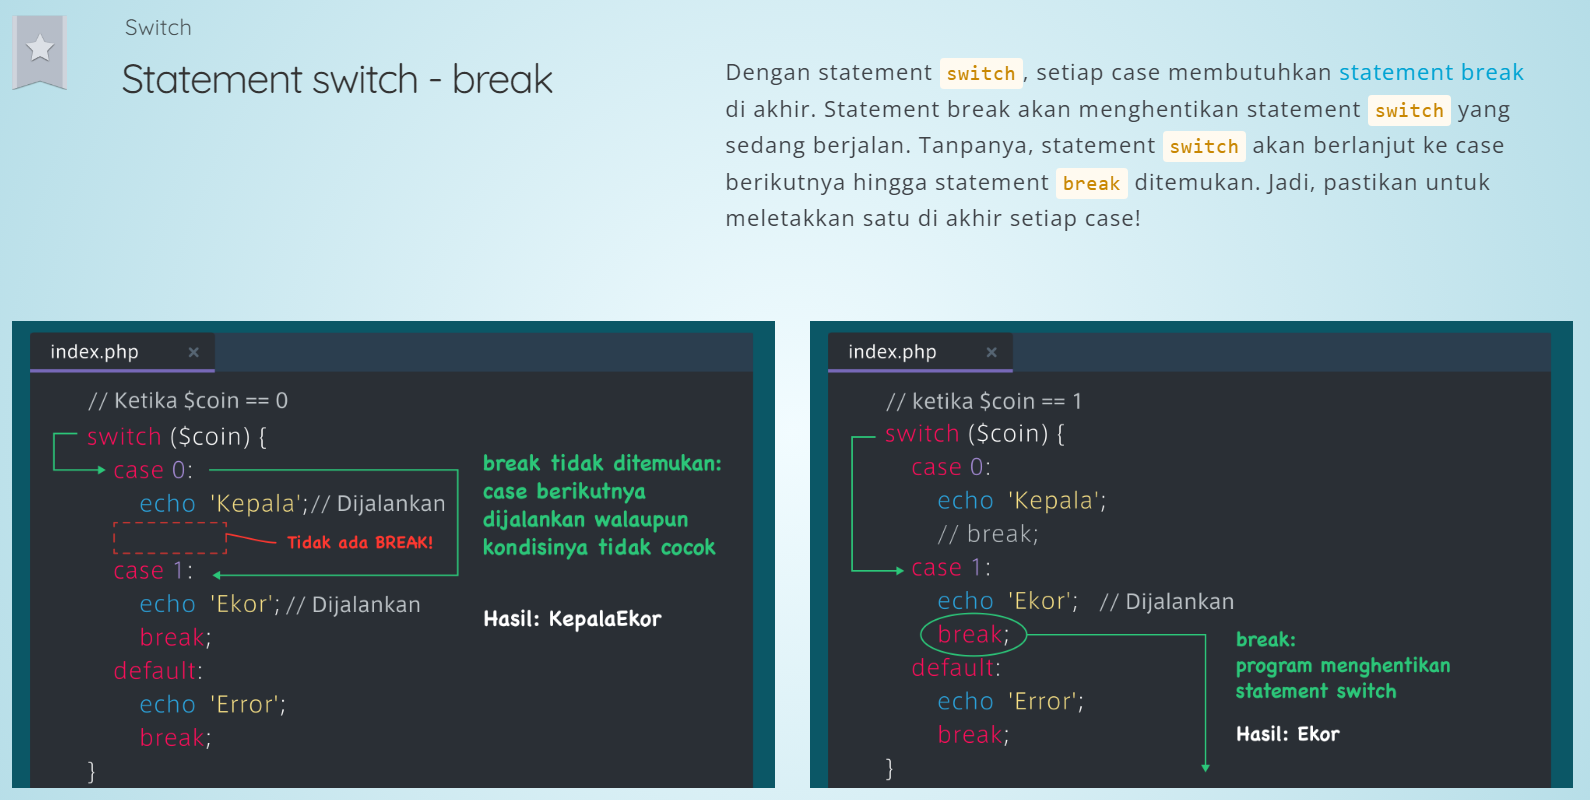 Switch
Statement switch - break
Dengan statement switch, setiap case membutuhkan statement break
di akhir. Statement break akan menghentikan statement switch yang
sedang berjalan. Tanpanya, statement switch akan berlanjut ke case
berikutnya hingga statement break ditemukan. Jadi, pastikan untuk
meletakkan satu di akhir setiap case!
index.php ×
// Ketika $coin == 0
switch ($coin) {
case 0:
echo 'Kepala'; // Dijalankan
Tidak ada BREAK!
case 1:
echo 'Ekor'; // Dijalankan
break;
default:
echo 'Error';
break;
}
break tidak ditemukan:
case berikutnya
dijalankan walaupun
kondisinya tidak cocok
Hasil: KepalaEkor
index.php ×
// ketika $coin == 1
switch ($coin) {
case 0:
echo 'Kepala';
// break;
case 1:
echo 'Ekor'; // Dijalankan
break;
default:
echo 'Error';
break;
}
break:
program menghentikan
statement switch
Hasil: Ekor